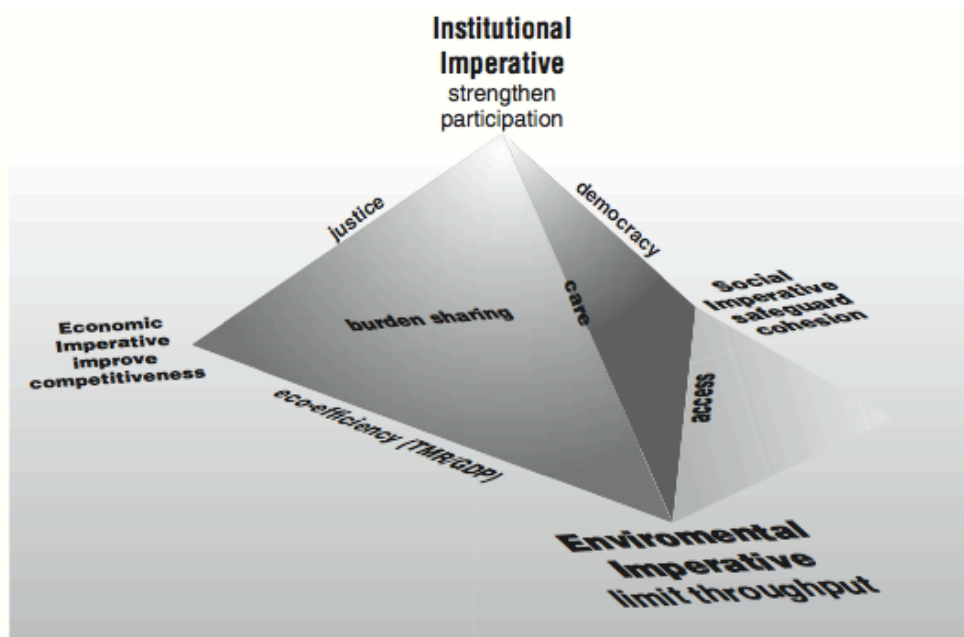 Institutional
Imperative
strengthen
participation
justice
democracy
Social
Imperative
safeguard
cohesion
care
burden sharing
Economic
Imperative
improve
competitiveness
access
eco-efficiency (TMR/GDP)
Enviromental
Imperative
limit throughput